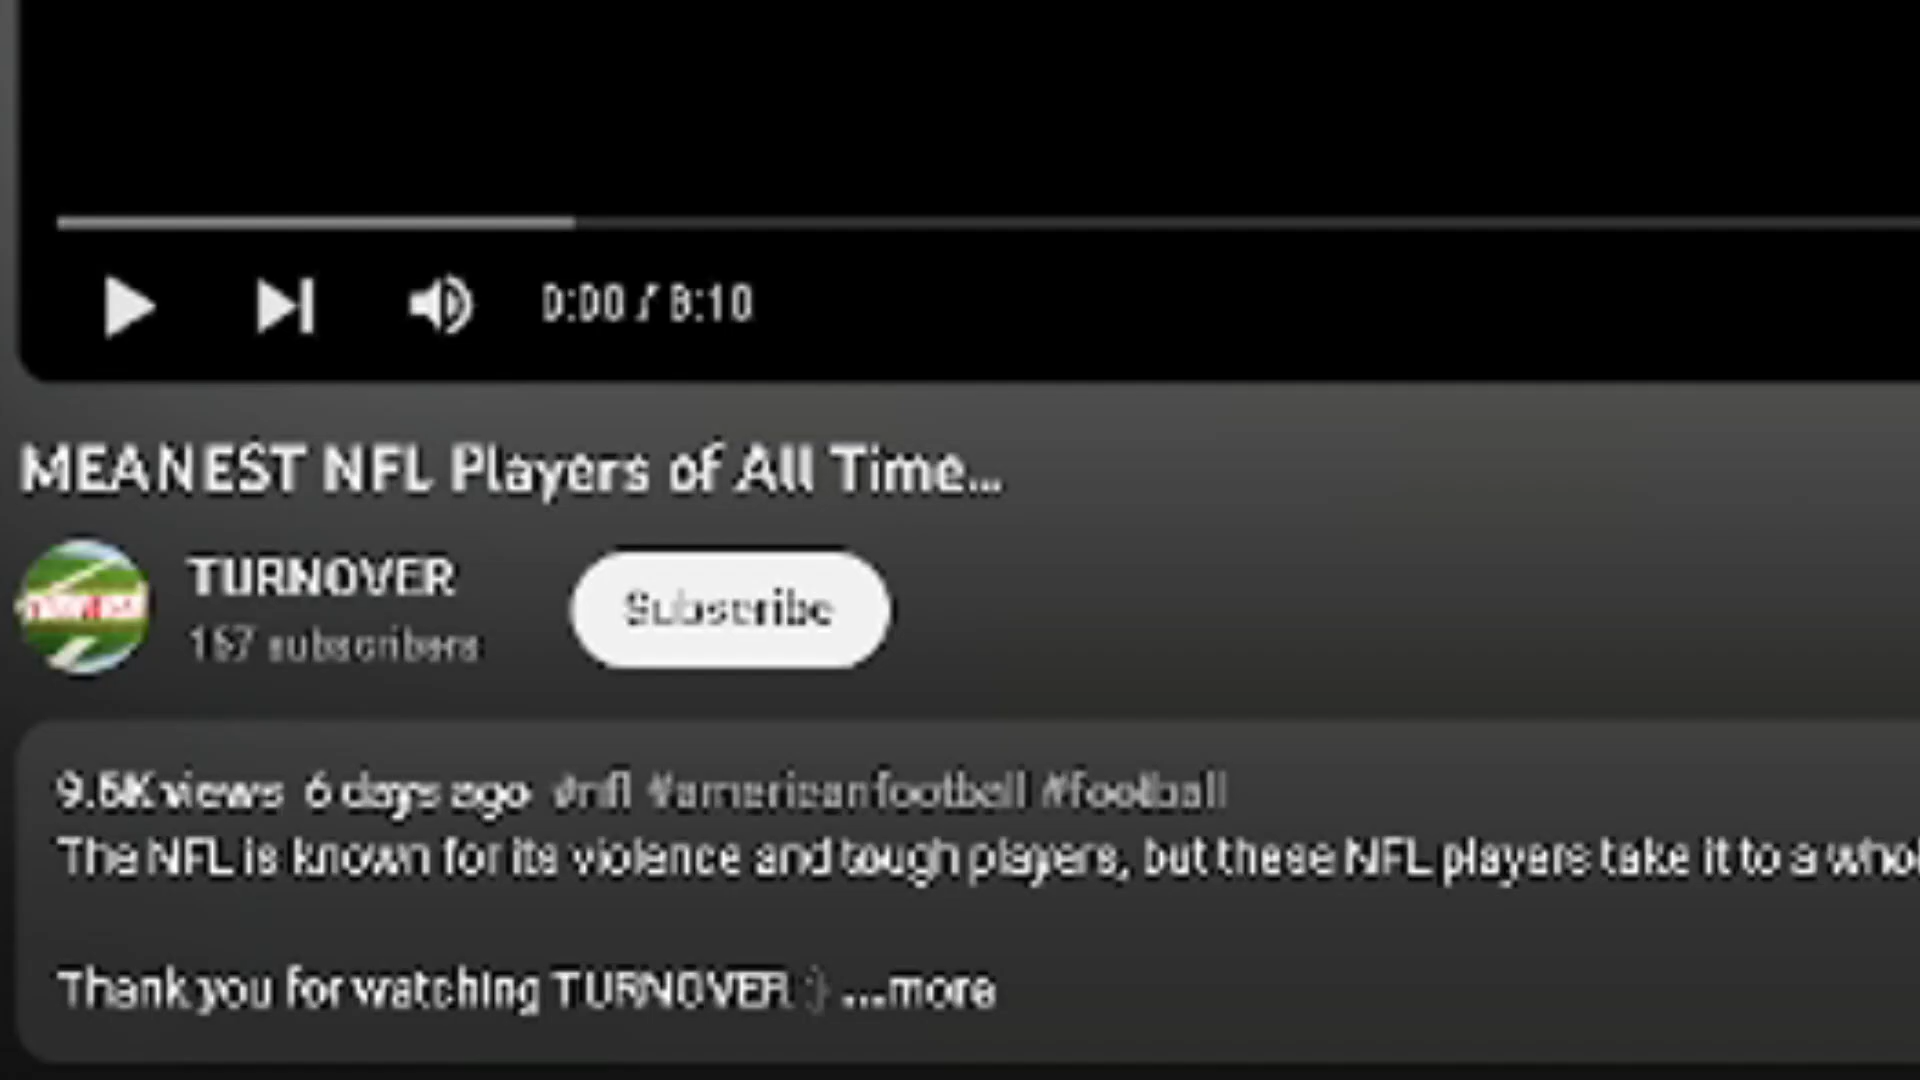 0:00 / 8:10
MEANEST NFL Players of All Time...
TURNOVER
157 subscribers
Subscribe
views 6 days ago #nfl #americanfootball #football
The NFL is known for its violence and tough players, but these NFL players take it to a whol
Thank you for watching TURNOVER :) ...more